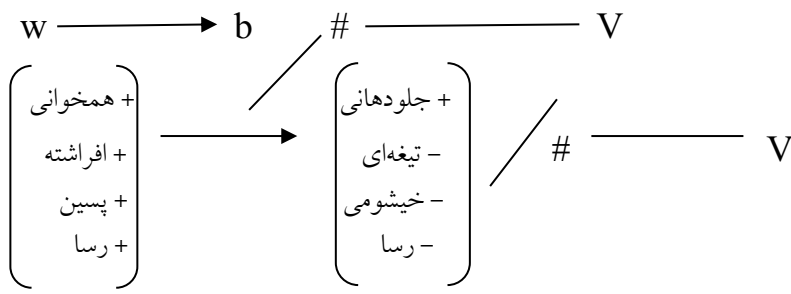 w → b / # — V
+ همخوانی
+ افراشته
+ پسین
+ رسا
→
+ جلودهانی
– تیغه‌ای
– خیشومی
– رسا
/ # — V